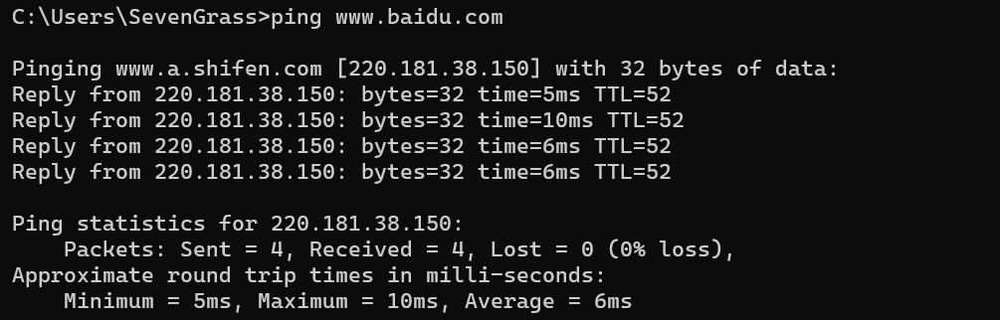 C:\Users\SevenGrass>ping www.baidu.com
Pinging www.a.shifen.com [220.181.38.150] with 32 bytes of data:
Reply from 220.181.38.150: bytes=32 time=5ms TTL=52
Reply from 220.181.38.150: bytes=32 time=10ms TTL=52
Reply from 220.181.38.150: bytes=32 time=6ms TTL=52
Reply from 220.181.38.150: bytes=32 time=6ms TTL=52
Ping statistics for 220.181.38.150:
    Packets: Sent = 4, Received = 4, Lost = 0 (0% loss),
Approximate round trip times in milli-seconds:
    Minimum = 5ms, Maximum = 10ms, Average = 6ms